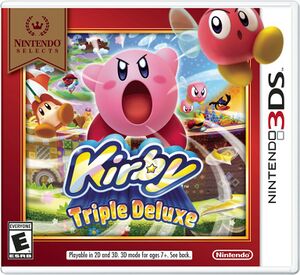 NINTENDO
SELECTS
NINTENDO 3DS
Kirby
Triple Deluxe
E
EVERYONE
ESRB
Playable in 2D and 3D. 3D mode for ages 7+. See back.
Nintendo